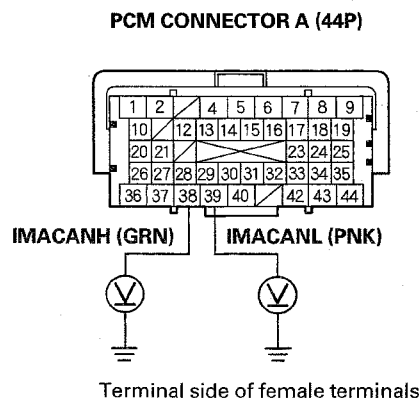 PCM CONNECTOR A (44P)
1 2 4 5 6 7 8 9
10 12 13 14 15 16 17 18 19
20 21 23 24 25
26 27 28 29 30 31 32 33 34 35
36 37 38 39 40 42 43 44
IMACANH (GRN) IMACANL (PNK)
V V
Terminal side of female terminals